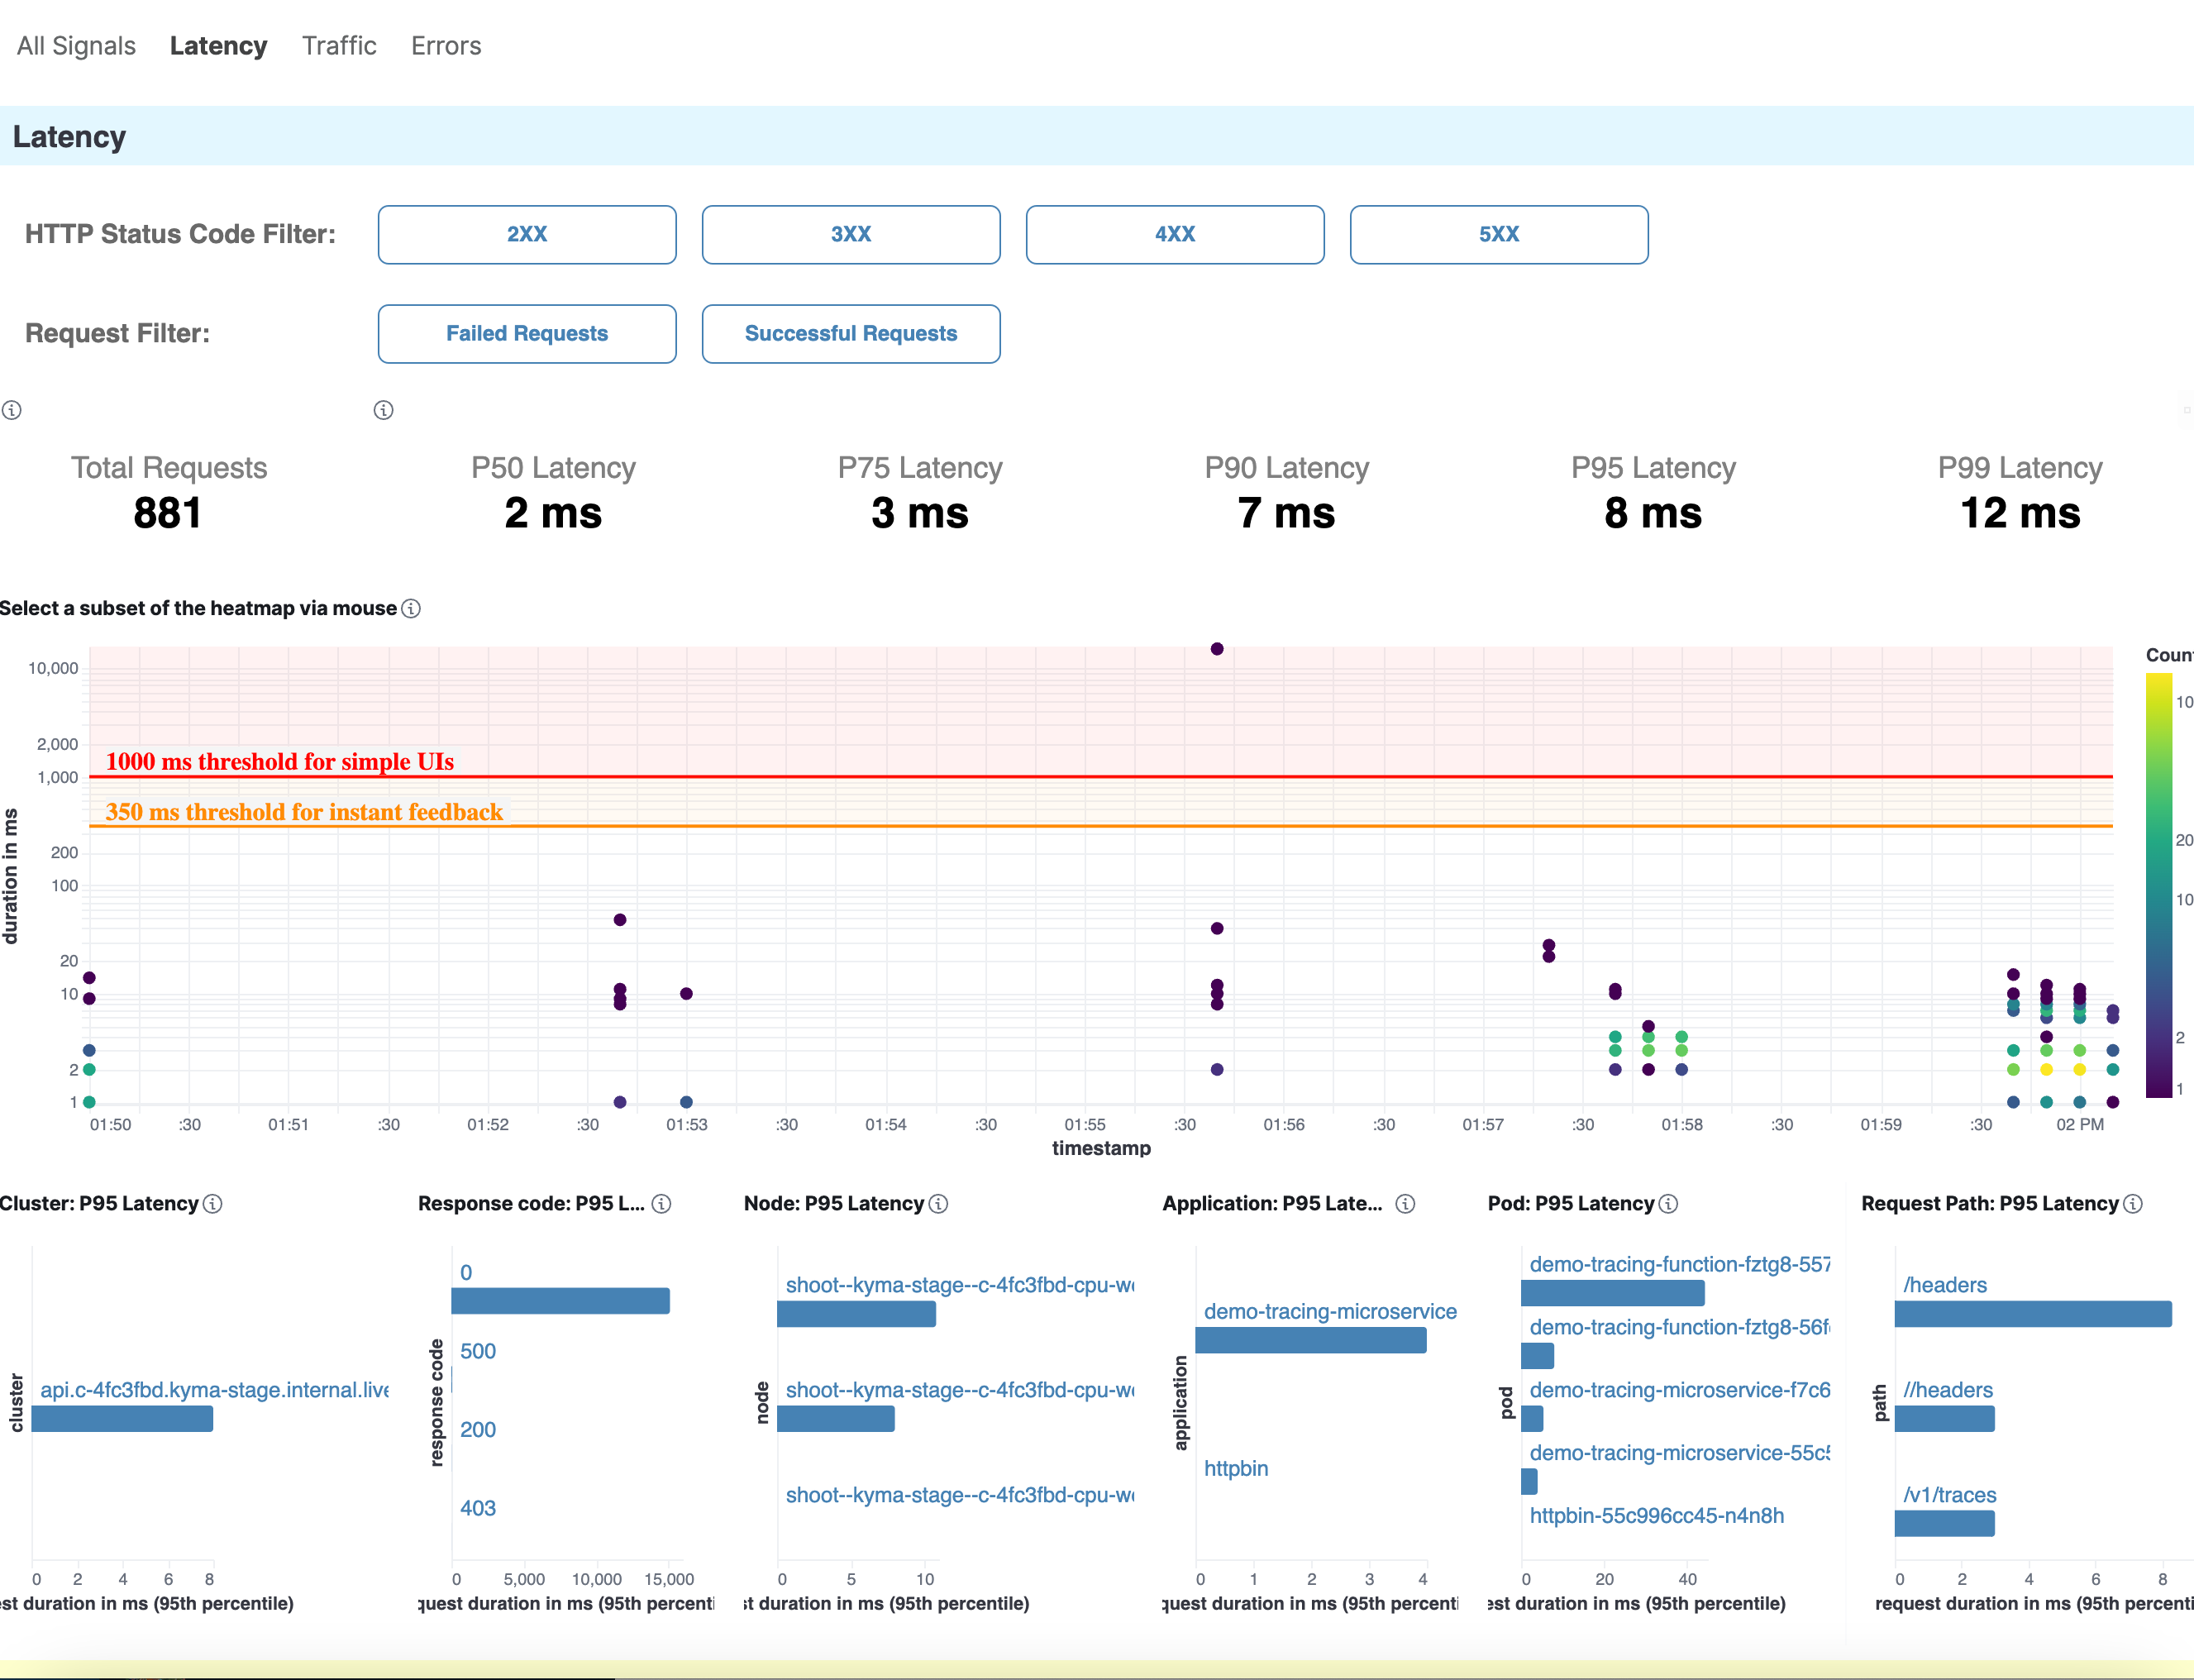 All Signals Latency Traffic Errors
Latency
HTTP Status Code Filter: 2XX 3XX 4XX 5XX
Request Filter: Failed Requests Successful Requests
Total Requests P50 Latency P75 Latency P90 Latency P95 Latency P99 Latency
881 2 ms 3 ms 7 ms 8 ms 12 ms
Select a subset of the heatmap via mouse
duration in ms
10,000
2,000
1000 ms threshold for simple UIs
1,000
350 ms threshold for instant feedback
200
100
20
10
2
1
01:50 :30 01:51 :30 01:52 :30 01:53 :30 01:54 :30 01:55 :30 01:56 :30 01:57 :30 01:58 :30 01:59 :30 02 PM
timestamp
Coun
10
20
10
2
1
Cluster: P95 Latency
cluster
api.c-4fc3fbd.kyma-stage.internal.live
0 2 4 6 8
est duration in ms (95th percentile)
Response code: P95 L...
response code
0
500
200
403
0 5,000 10,000 15,000
quest duration in ms (95th percenti
Node: P95 Latency
node
shoot--kyma-stage--c-4fc3fbd-cpu-w
shoot--kyma-stage--c-4fc3fbd-cpu-w
shoot--kyma-stage--c-4fc3fbd-cpu-w
0 5 10
st duration in ms (95th percentile)
Application: P95 Late...
application
demo-tracing-microservice
httpbin
0 1 2 3 4
quest duration in ms (95th percenti
Pod: P95 Latency
pod
demo-tracing-function-fztg8-557
demo-tracing-function-fztg8-56f
demo-tracing-microservice-f7c6
demo-tracing-microservice-55c5
httpbin-55c996cc45-n4n8h
0 20 40
est duration in ms (95th percentile)
Request Path: P95 Latency
path
/headers
//headers
/v1/traces
0 2 4 6 8
request duration in ms (95th percenti